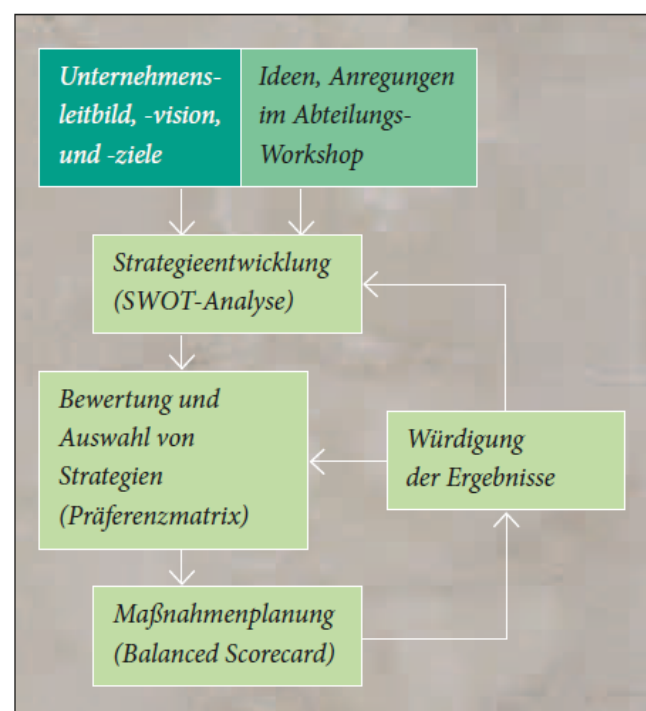 Unternehmens-
leitbild, -vision,
und -ziele
Ideen, Anregungen
im Abteilungs-
Workshop
Strategieentwicklung
(SWOT-Analyse)
Bewertung und
Auswahl von
Strategien
(Präferenzmatrix)
Würdigung
der Ergebnisse
Maßnahmenplanung
(Balanced Scorecard)